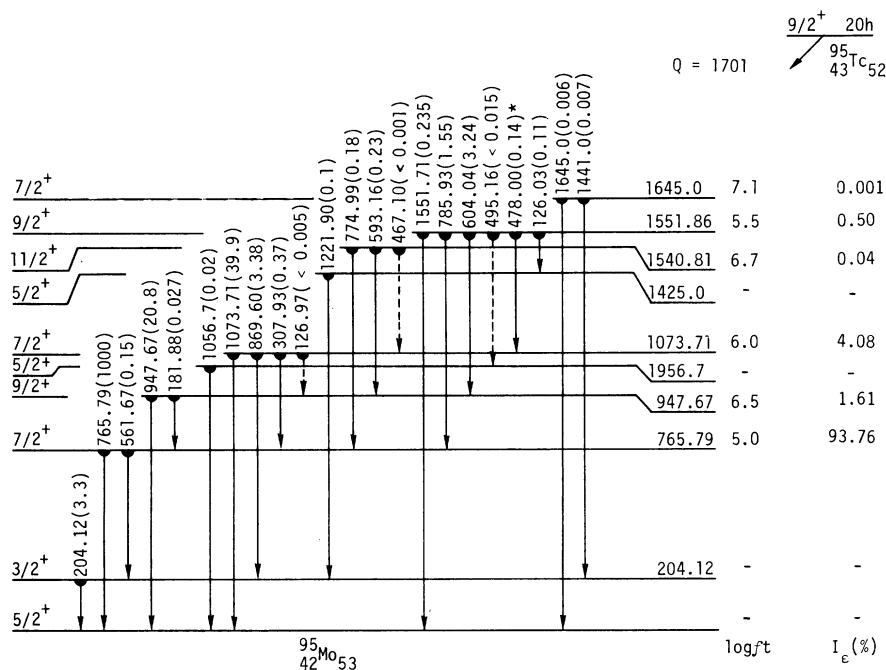 9/2+ 20h
Q = 1701
95 43 Tc 52
765.79(1000)
561.67(0.15)
204.12(3.3)
947.67(20.8)
181.88(0.027)
1056.7(0.02)
1073.71(39.9)
869.60(3.38)
307.93(0.37)
126.97(< 0.005)
1221.90(0.1)
774.99(0.18)
593.16(0.23)
467.10(< 0.001)
1551.71(0.235)
785.93(1.55)
604.04(3.24)
495.16(< 0.015)
478.00(0.14)*
126.03(0.11)
1645.0(0.006)
1441.0(0.007)
7/2+ 1645.0 7.1 0.001
9/2+ 1551.86 5.5 0.50
11/2+ 1540.81 6.7 0.04
5/2+ 1425.0 - -
7/2+ 1073.71 6.0 4.08
5/2+ 1956.7 - -
9/2+ 947.67 6.5 1.61
7/2+ 765.79 5.0 93.76
3/2+ 204.12 - -
5/2+ - -
95 42 Mo 53
logft Iε(%)